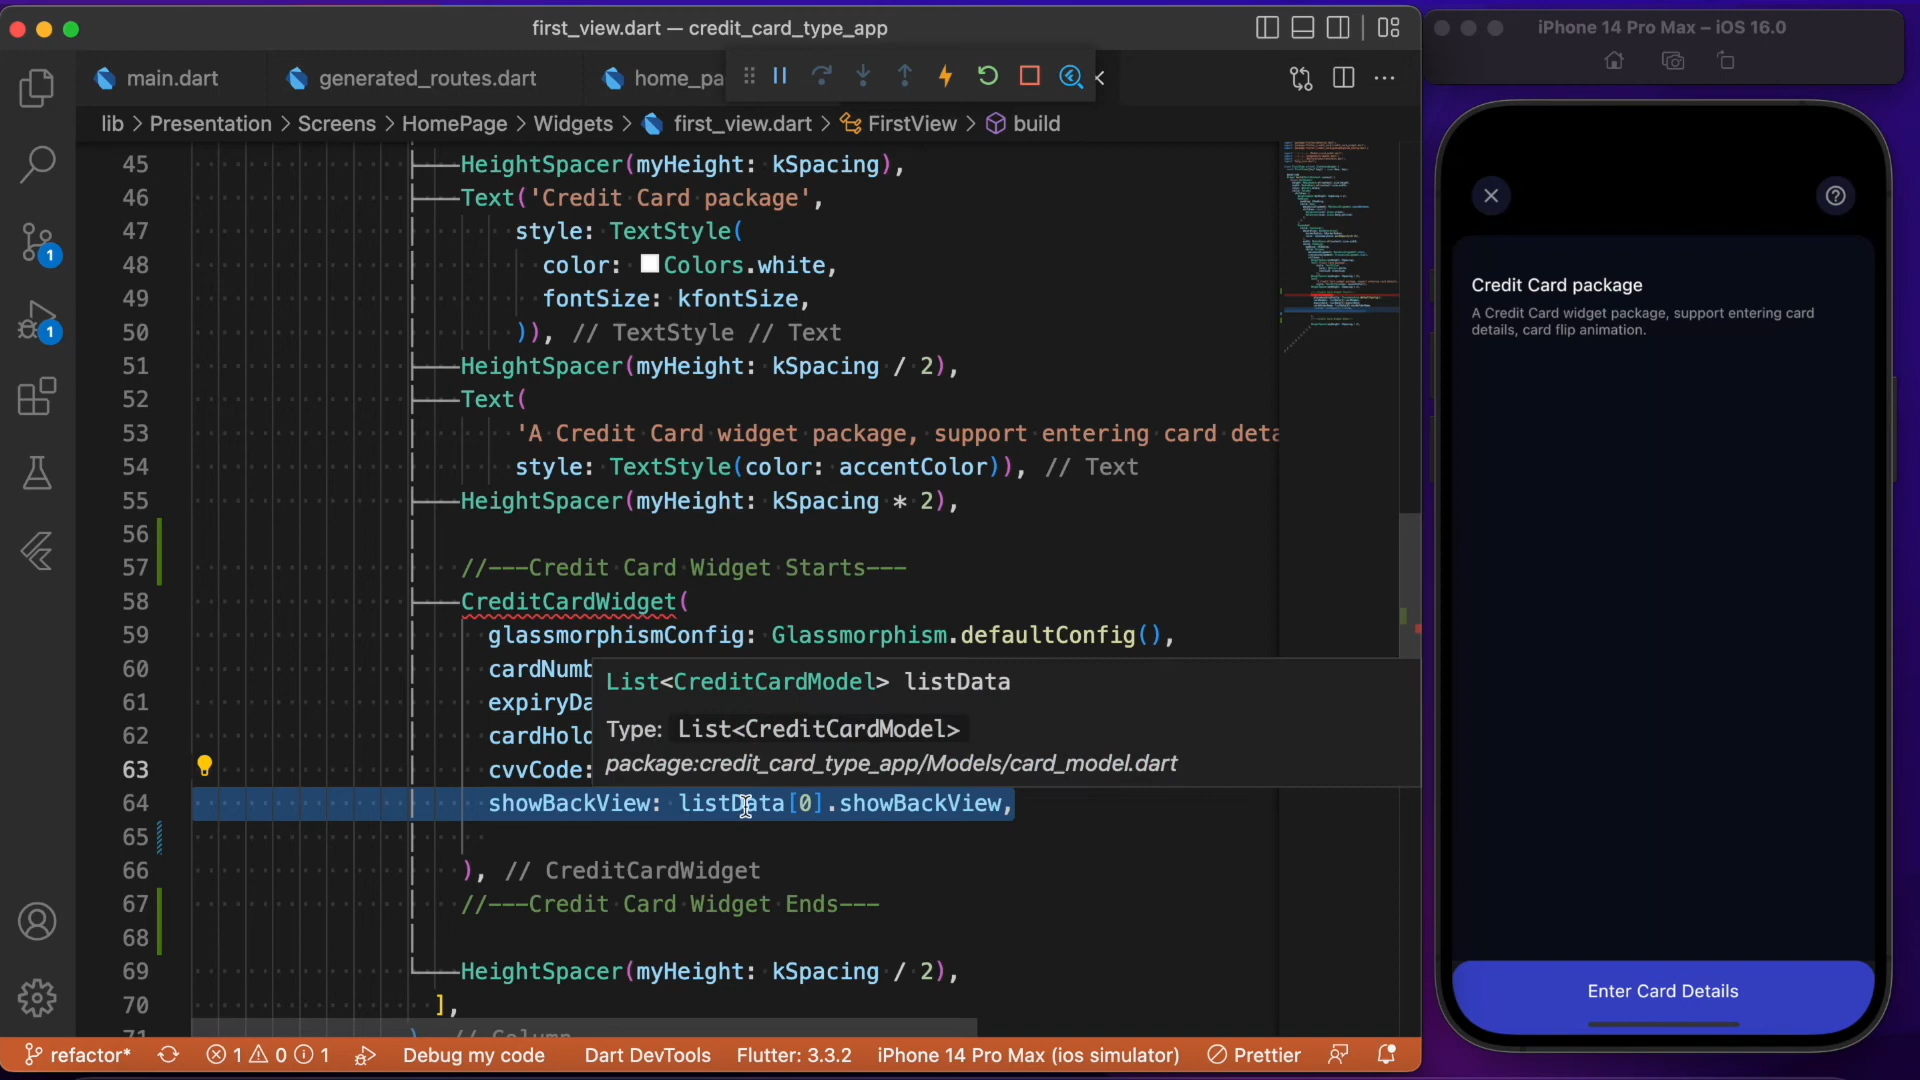 first_view.dart — credit_card_type_app
main.dart
generated_routes.dart
home_pa
lib > Presentation > Screens > HomePage > Widgets > first_view.dart > FirstView > build
45 HeightSpacer(myHeight: kSpacing),
46 Text('Credit Card package',
47 style: TextStyle(
48 color: Colors.white,
49 fontSize: kfontSize,
50 )), // TextStyle // Text
51 HeightSpacer(myHeight: kSpacing / 2),
52 Text(
53 'A Credit Card widget package, support entering card deta
54 style: TextStyle(color: accentColor)), // Text
55 HeightSpacer(myHeight: kSpacing * 2),
56
57 //---Credit Card Widget Starts---
58 CreditCardWidget(
59 glassmorphismConfig: Glassmorphism.defaultConfig(),
60 cardNumb
61 expiryDa
62 cardHold
63 cvvCode:
List<CreditCardModel> listData
Type: List<CreditCardModel>
package:credit_card_type_app/Models/card_model.dart
64 showBackView: listData[0].showBackView,
65
66 ), // CreditCardWidget
67 //---Credit Card Widget Ends---
68
69 HeightSpacer(myHeight: kSpacing / 2),
70 ],
71 ) // Column
1
1
refactor* 1 0 1 Debug my code Dart DevTools Flutter: 3.3.2 iPhone 14 Pro Max (ios simulator) Prettier
iPhone 14 Pro Max – iOS 16.0
Credit Card package
A Credit Card widget package, support entering card
details, card flip animation.
Enter Card Details